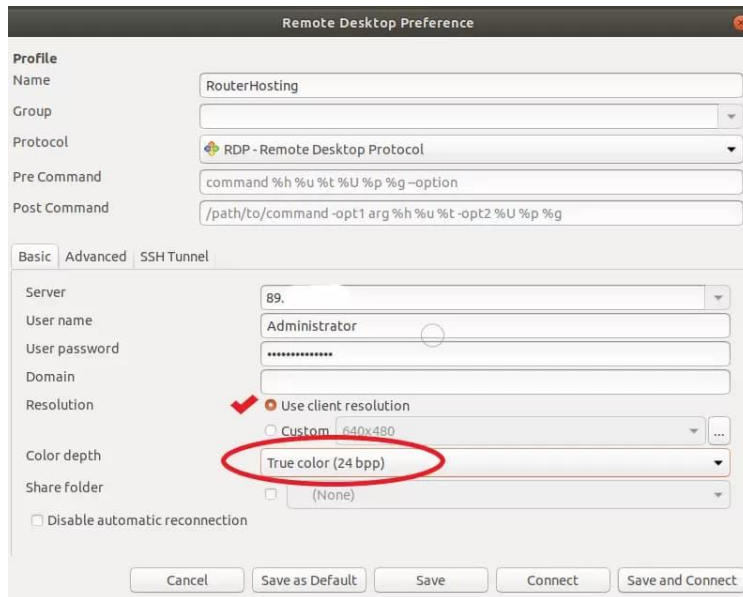 Remote Desktop Preference
Profile
Name RouterHosting
Group
Protocol RDP - Remote Desktop Protocol
Pre Command command %h %u %t %U %p %g --option
Post Command /path/to/command -opt1 arg %h %u %t -opt2 %U %p %g
Basic Advanced SSH Tunnel
Server 89.
User name Administrator
User password ••••••••••••••
Domain
Resolution Use client resolution
Custom 640x480 ...
Color depth True color (24 bpp)
Share folder (None)
Disable automatic reconnection
Cancel Save as Default Save Connect Save and Connect